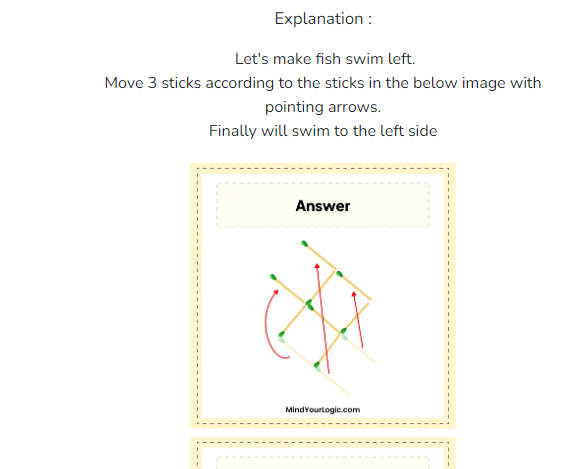 Explanation :
Let's make fish swim left.
Move 3 sticks according to the sticks in the below image with
pointing arrows.
Finally will swim to the left side
Answer
MindYourLogic.com